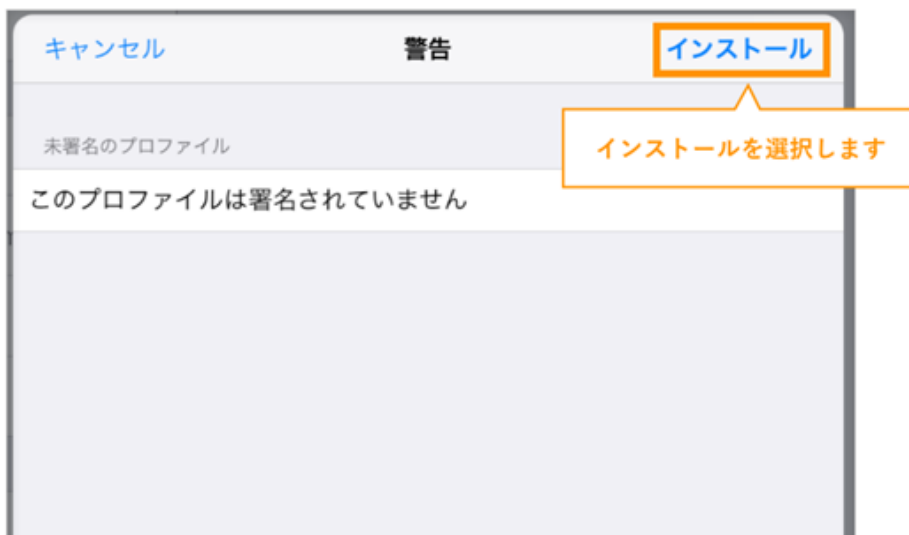 キャンセル 警告 インストール
インストールを選択します
未署名のプロファイル
このプロファイルは署名されていません